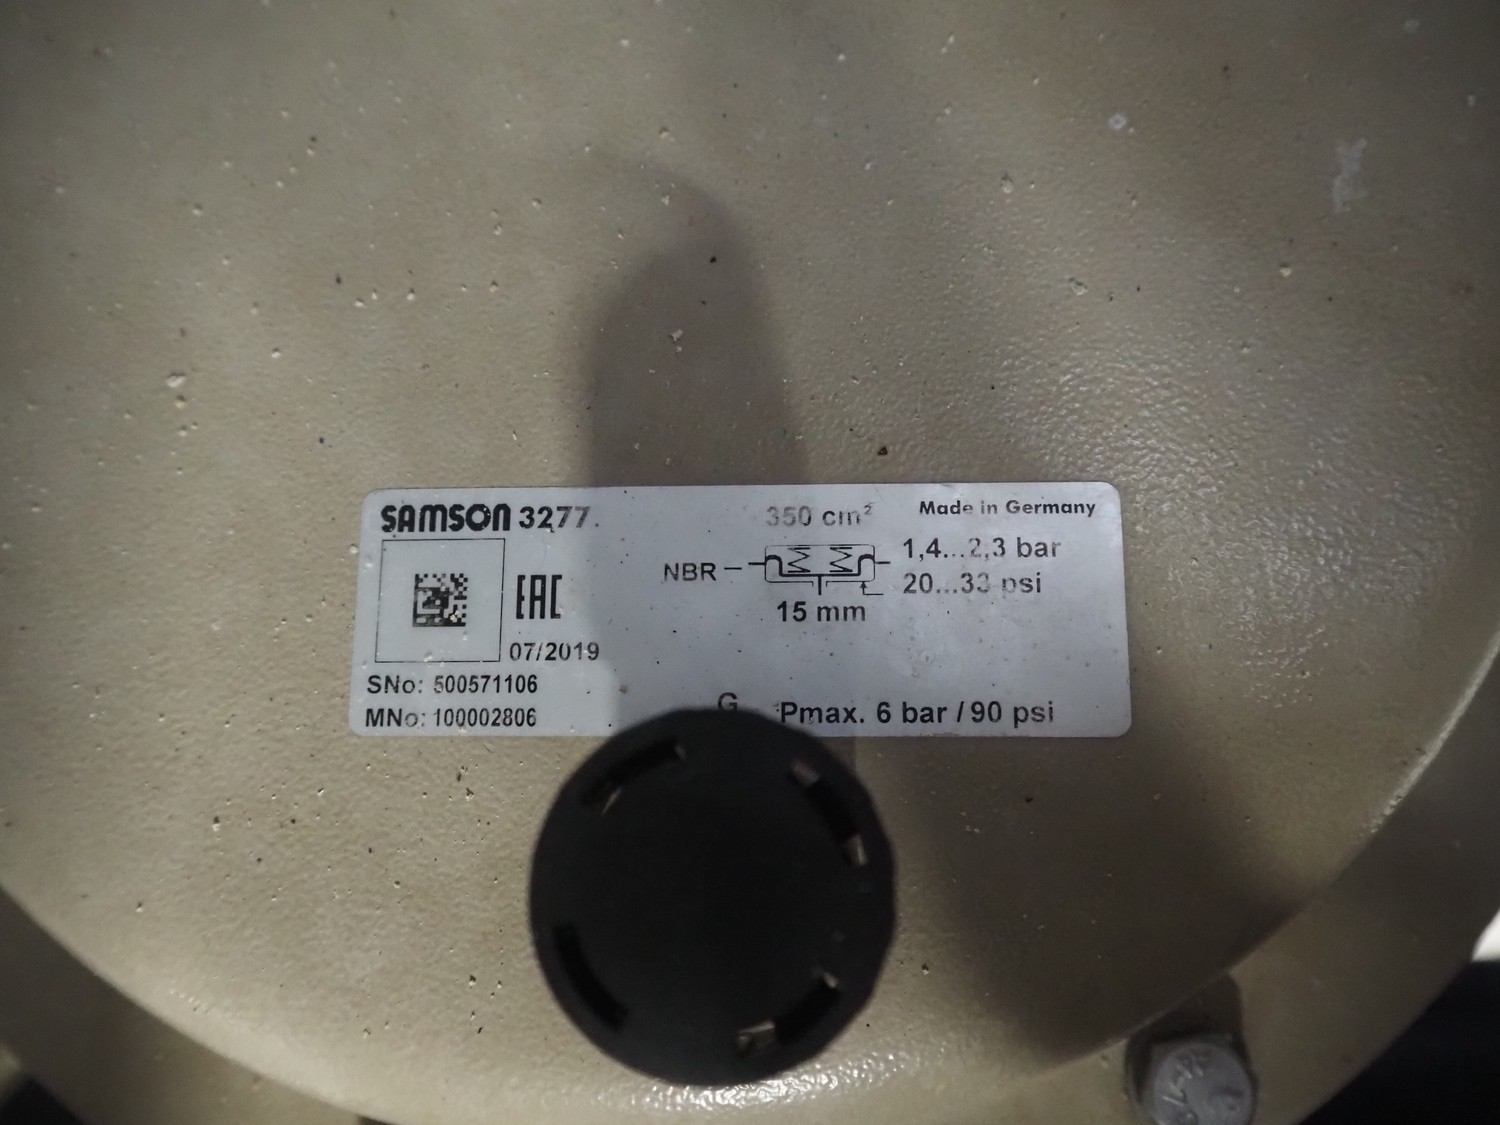 SAMSON 3277.
350 cm²
Made in Germany
1,4...2,3 bar
NBR
20...33 psi
15 mm
EAC
07/2019
SNo: 500571106
MNo: 100002806
G
Pmax. 6 bar / 90 psi